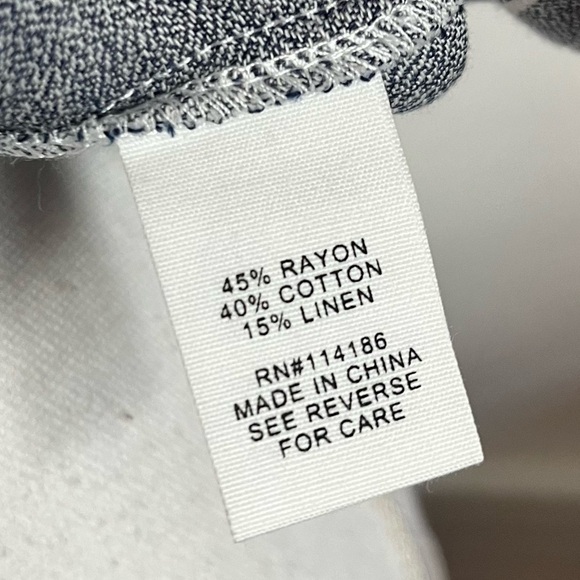 45% RAYON
40% COTTON
15% LINEN
RN#114186
MADE IN CHINA
SEE REVERSE
FOR CARE